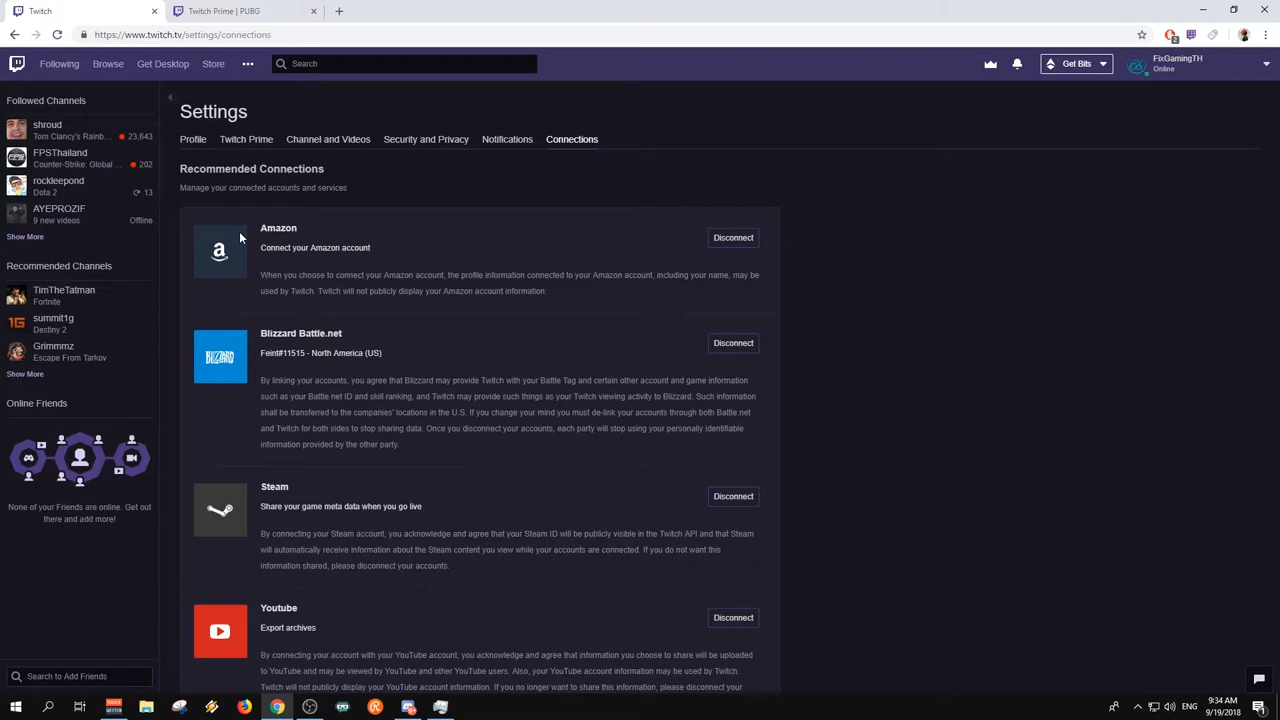 Twitch
Twitch Prime | PUBG
https://www.twitch.tv/settings/connections
2
Following
Browse
Get Desktop
Store
Search
Get Bits
FixGamingTH
Online
Followed Channels
shroud
Tom Clancy's Rainb...
23,643
FPSThailand
Counter-Strike: Global ...
202
rockleepond
Dota 2
13
AYEPROZIF
9 new videos
Offline
Show More
Recommended Channels
TimTheTatman
Fortnite
summit1g
Destiny 2
Grimmmz
Escape From Tarkov
Show More
Online Friends
None of your Friends are online. Get out
there and add more!
Search to Add Friends
Settings
Profile
Twitch Prime
Channel and Videos
Security and Privacy
Notifications
Connections
Recommended Connections
Manage your connected accounts and services
Amazon
Connect your Amazon account
Disconnect
When you choose to connect your Amazon account, the profile information connected to your Amazon account, including your name, may be
used by Twitch. Twitch will not publicly display your Amazon account information.
BLIZZARD
Blizzard Battle.net
Feint#11515 - North America (US)
Disconnect
By linking your accounts, you agree that Blizzard may provide Twitch with your Battle Tag and certain other account and game information
such as your Battle.net ID and skill ranking, and Twitch may provide such things as your Twitch viewing activity to Blizzard. Such information
shall be transferred to the companies' locations in the U.S. If you change your mind you must de-link your accounts through both Battle.net
and Twitch for both sides to stop sharing data. Once you disconnect your accounts, each party will stop using your personally identifiable
information provided by the other party.
Steam
Share your game meta data when you go live
Disconnect
By connecting your Steam account, you acknowledge and agree that your Steam ID will be publicly visible in the Twitch API and that Steam
will automatically receive information about the Steam content you view while your accounts are connected. If you do not want this
information shared, please disconnect your accounts.
Youtube
Export archives
Disconnect
By connecting your account with your YouTube account, you acknowledge and agree that information you choose to share will be uploaded
to YouTube and may be viewed by YouTube and other YouTube users. Also, your YouTube account information may be used by Twitch.
Twitch will not publicly display your YouTube account information. If you no longer want to share this information, please disconnect your
ENG
9:34 AM
9/19/2018